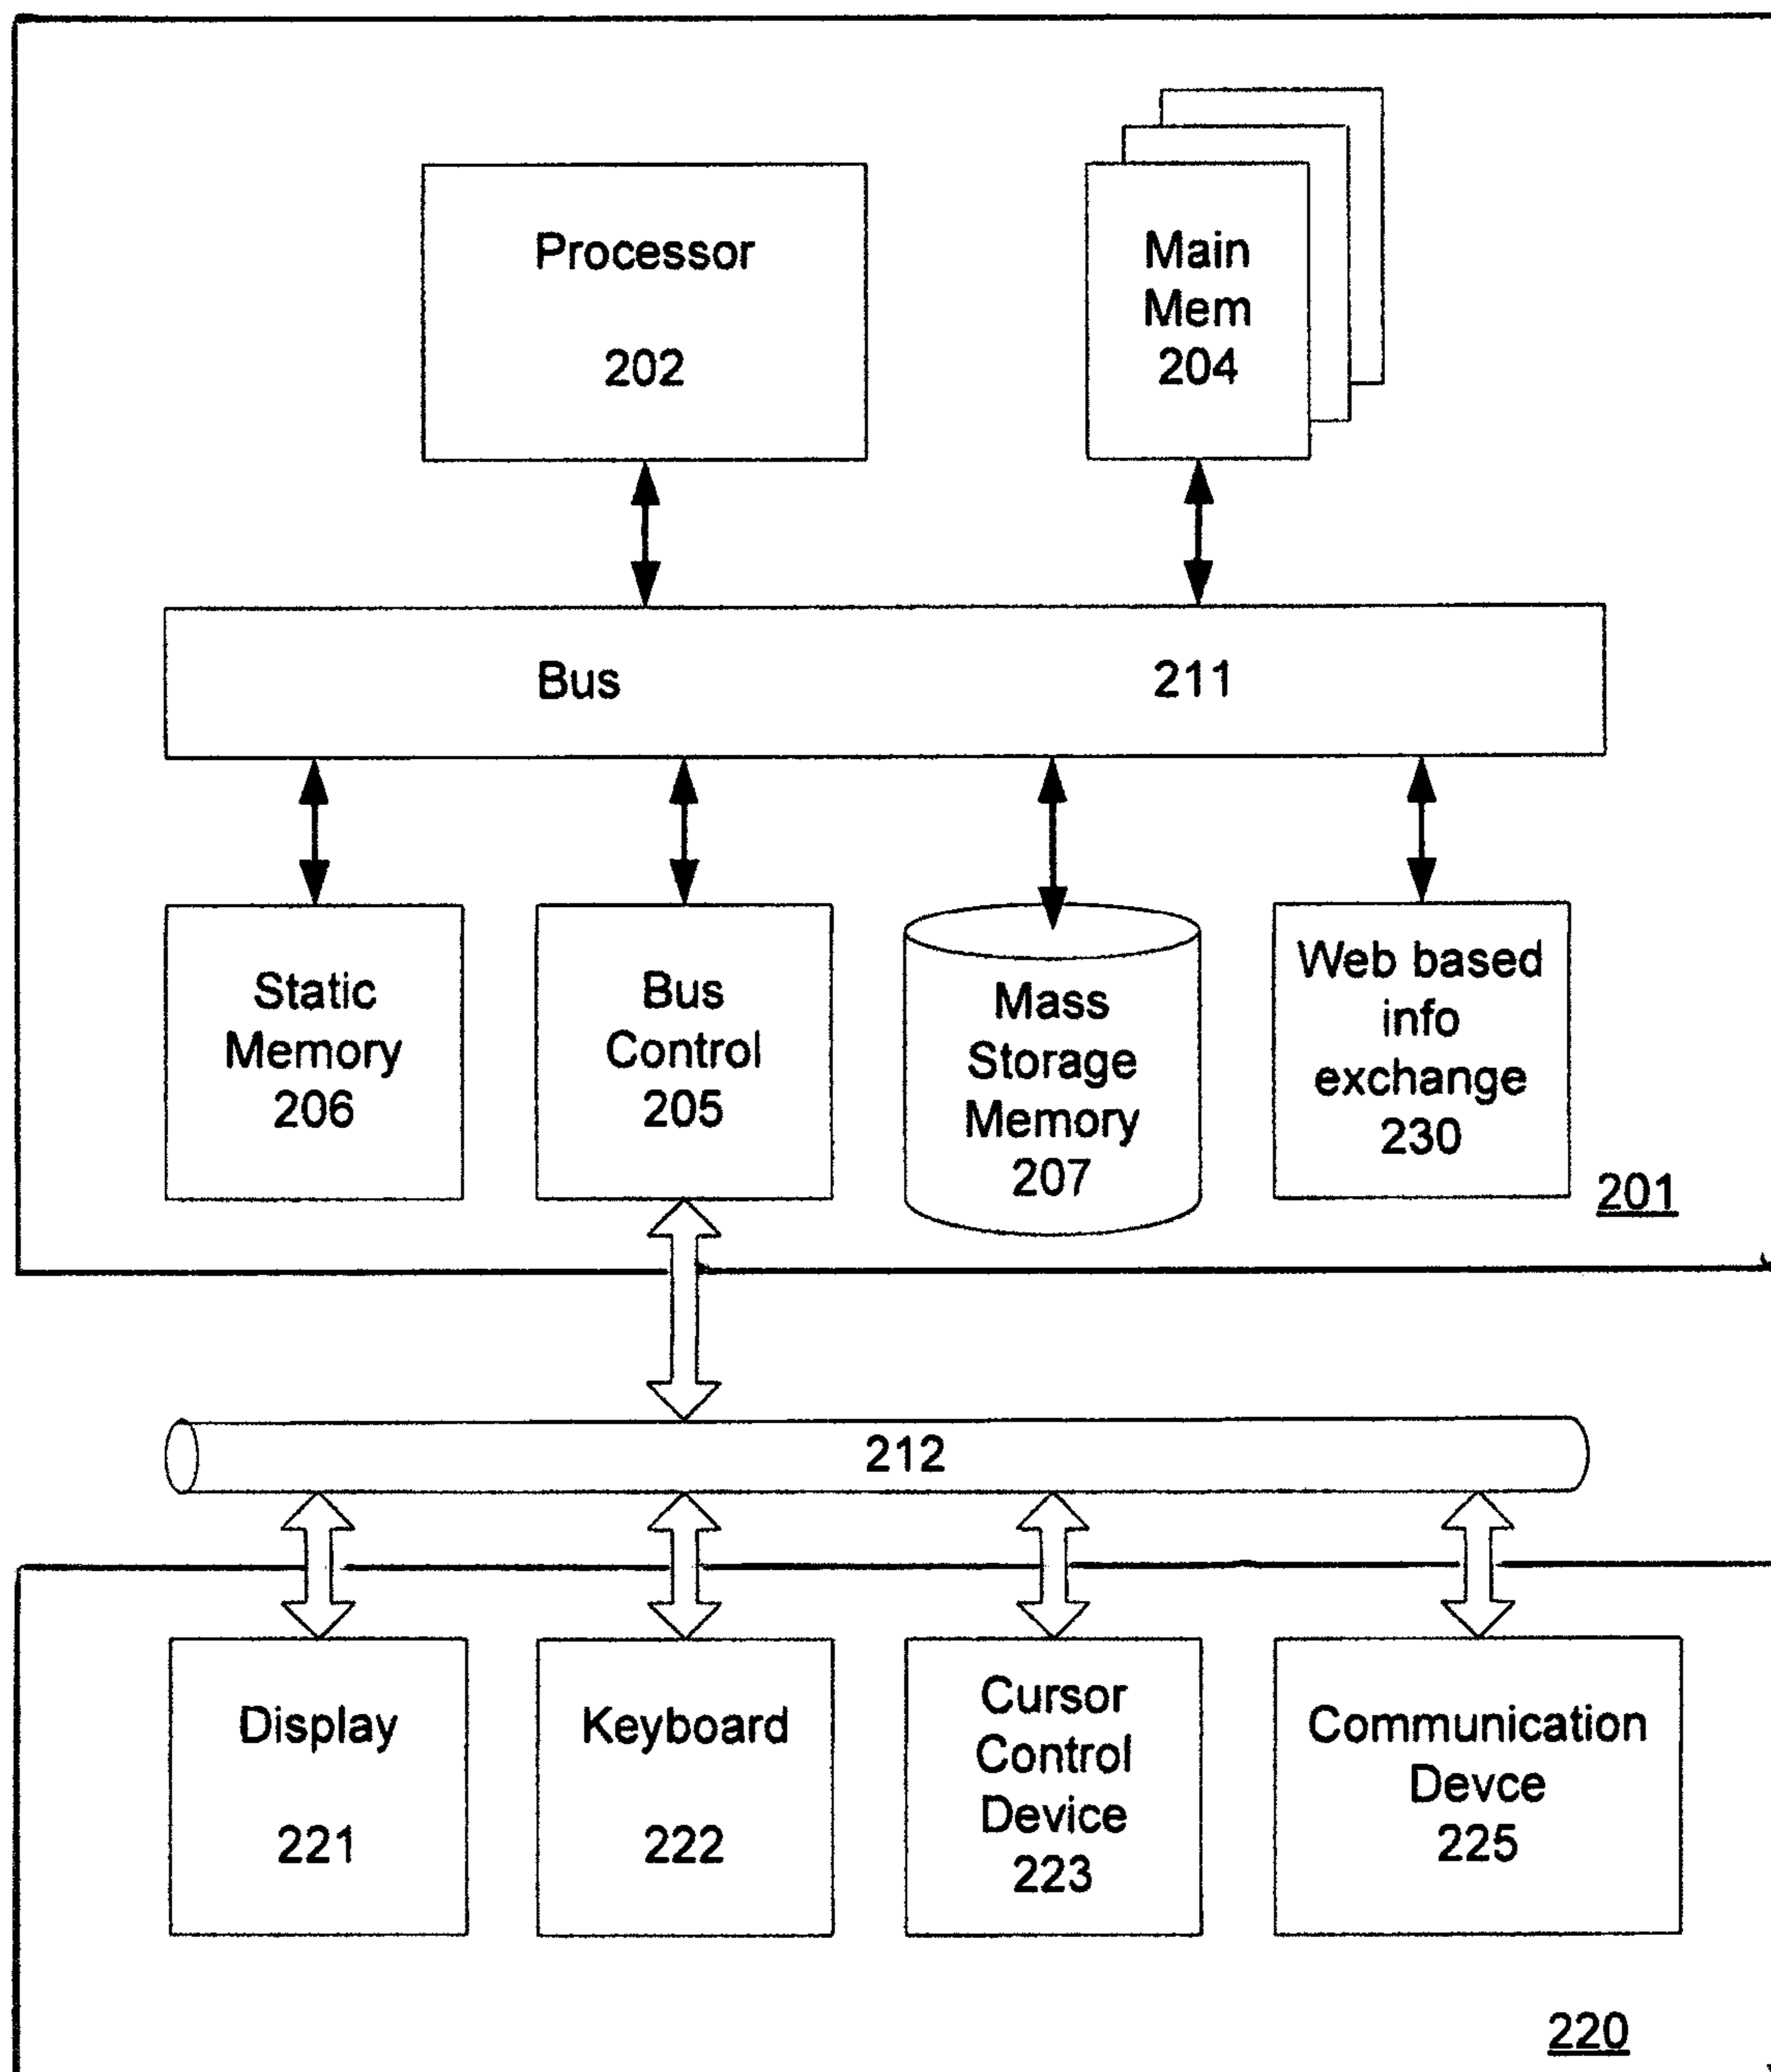 Processor
202
Main
Mem
204
Bus 211
Static
Memory
206
Bus
Control
205
Mass
Storage
Memory
207
Web based
info
exchange
230
201
212
Display
221
Keyboard
222
Cursor
Control
Device
223
Communication
Devce
225
220